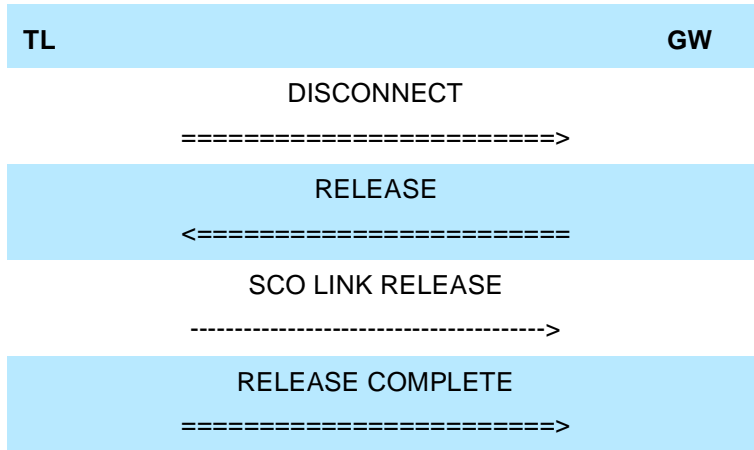 TL GW
DISCONNECT
========================>
RELEASE
<========================
SCO LINK RELEASE
---------------------------------------->
RELEASE COMPLETE
========================>